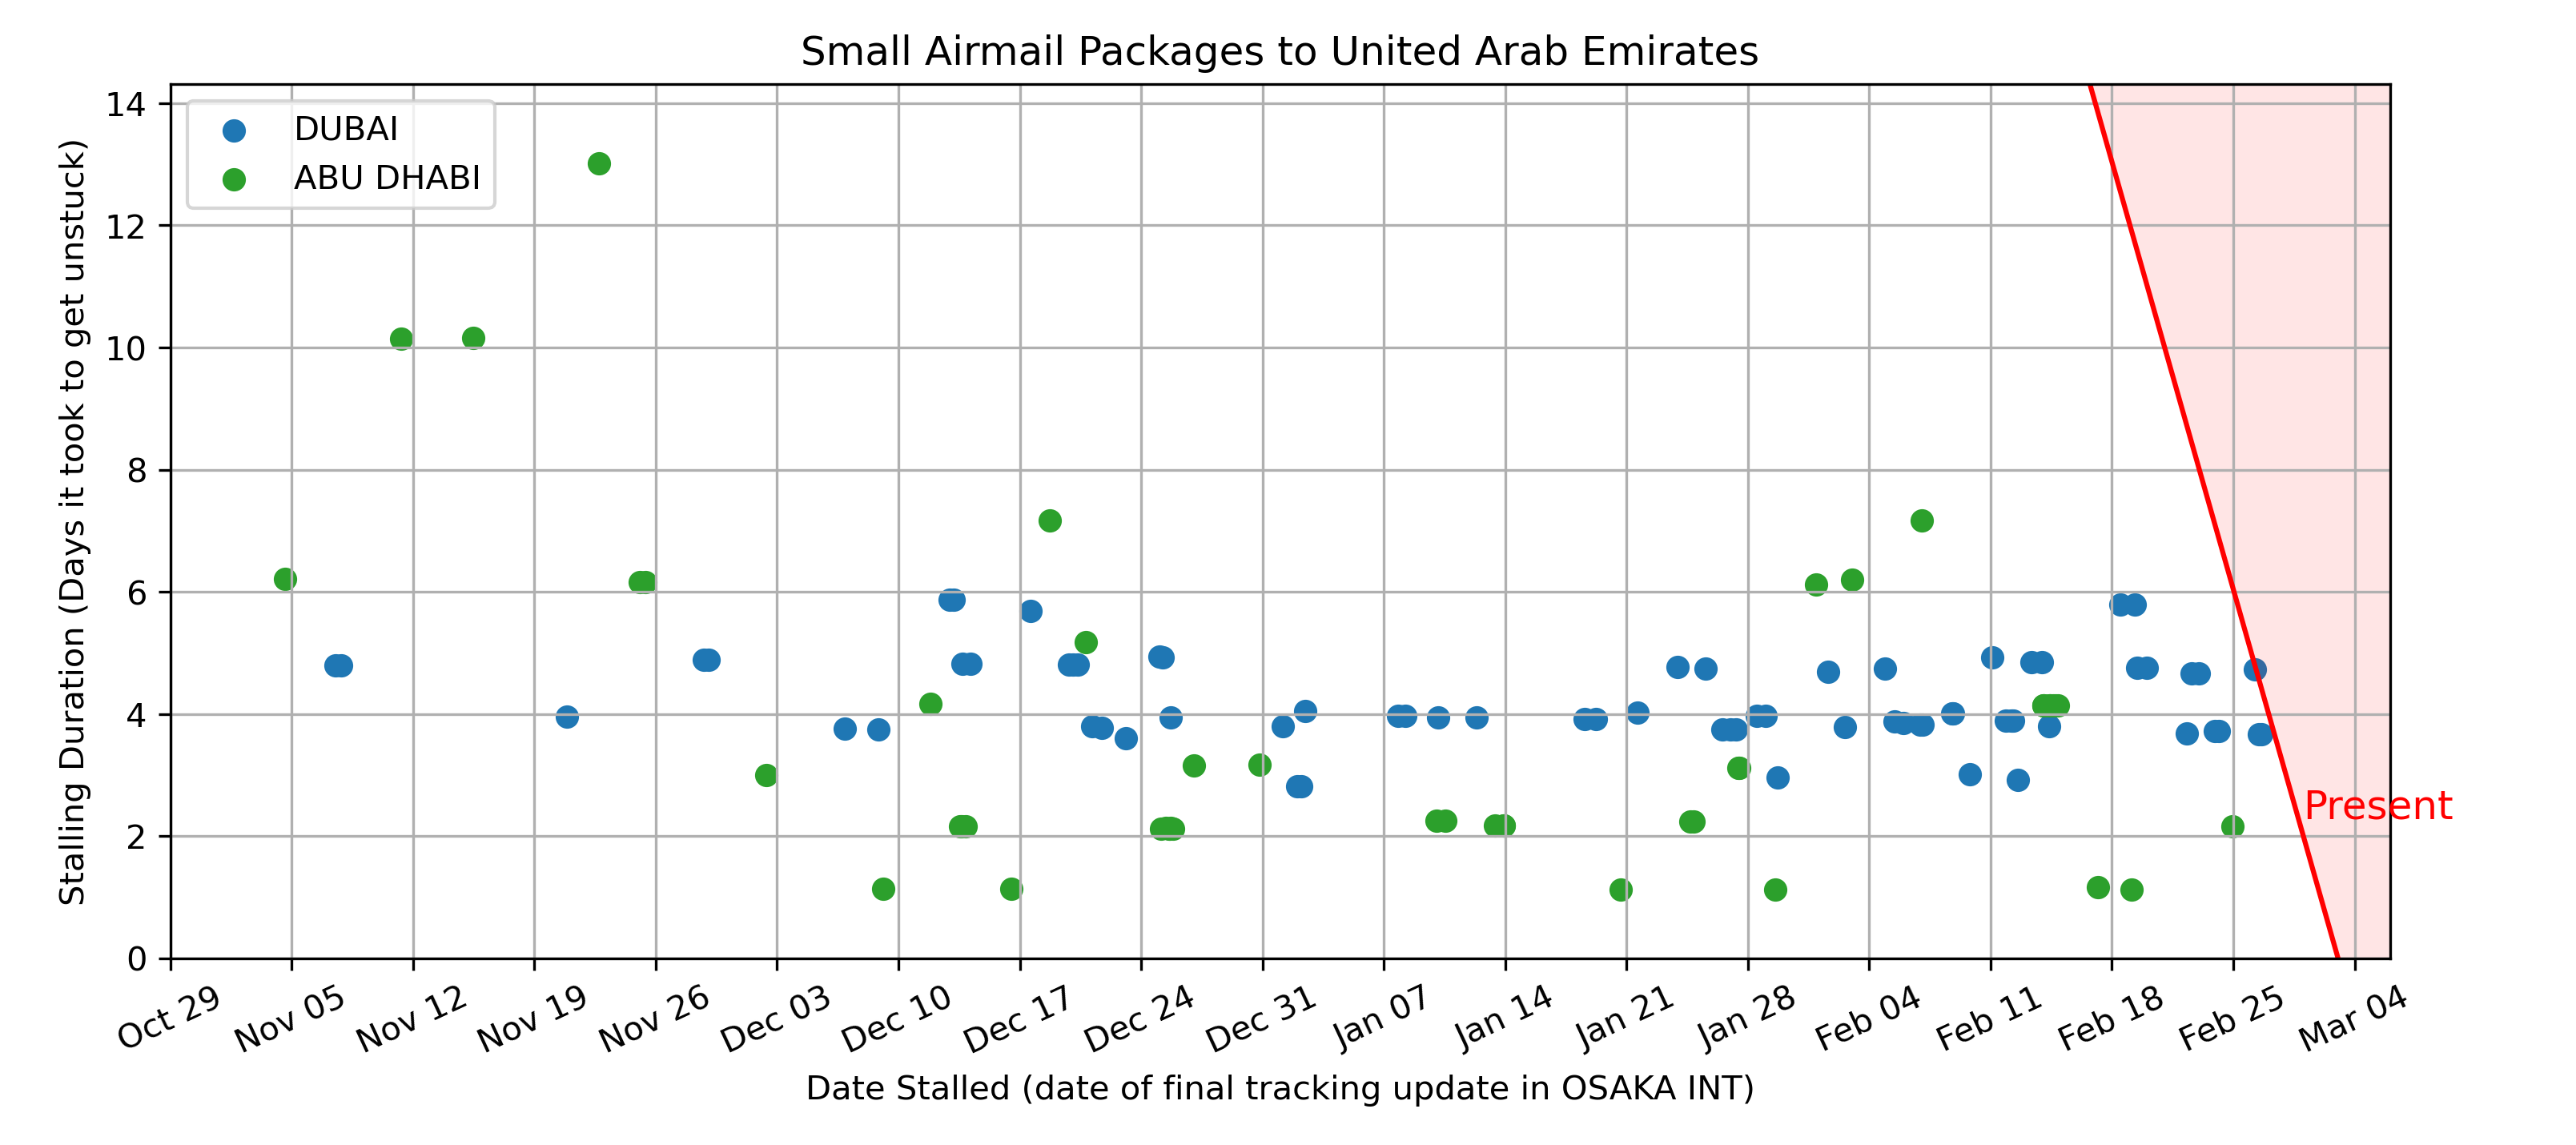 Small Airmail Packages to United Arab Emirates
DUBAI
ABU DHABI
Stalling Duration (Days it took to get unstuck)
14
12
10
8
6
4
2
0
Present
Oct 29
Nov 05
Nov 12
Nov 19
Nov 26
Dec 03
Dec 10
Dec 17
Dec 24
Dec 31
Jan 07
Jan 14
Jan 21
Jan 28
Feb 04
Feb 11
Feb 18
Feb 25
Mar 04
Date Stalled (date of final tracking update in OSAKA INT)